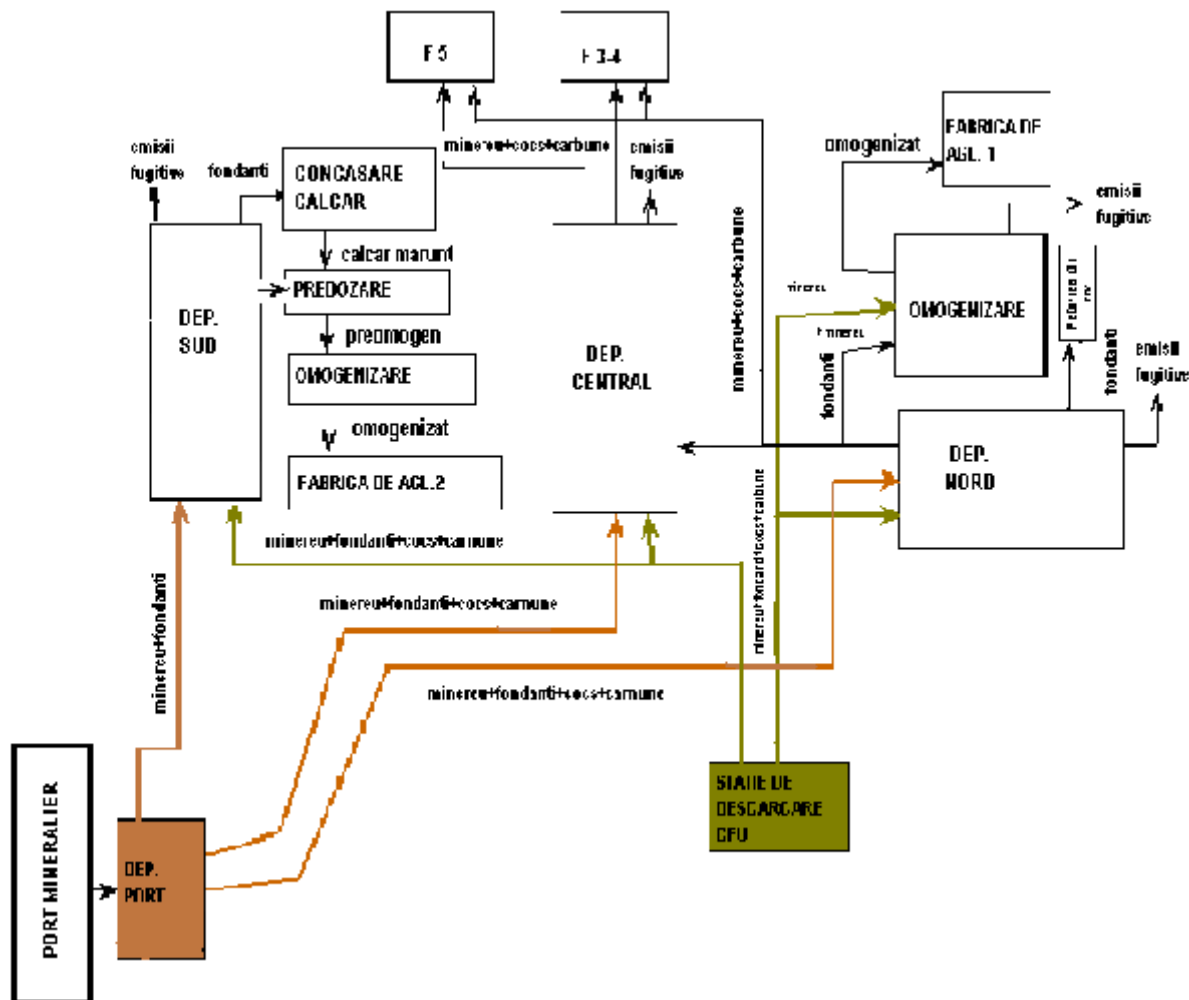 F 5
3-4
emisii
fugitive
fondanti
CONCASARE
CALCAR
minereu+cocs+carbune
emisii
fugitive
omogenizat
FABRICA DE
AGL. 1
emisii
fugitive
calcar marunt
PREDOZARE
DEP.
SUD
preomogen
OMOGENIZARE
DEP.
CENTRAL
minereu+cocs+carbune
minereu
OMOGENIZARE
minereu
fondanti
fondanti
emisii
fugitive
omogenizat
FABRICA DE AGL.2
DEP.
NORD
minereu+fondanti+cocs+carnune
minereu+fondanti+cocs+carnune
minereu+fondanti+cocs+carnune
minereu+fondanti
STATIE DE
DESCARCARE
CFU
PORT MINERALIER
DEP.
PORT